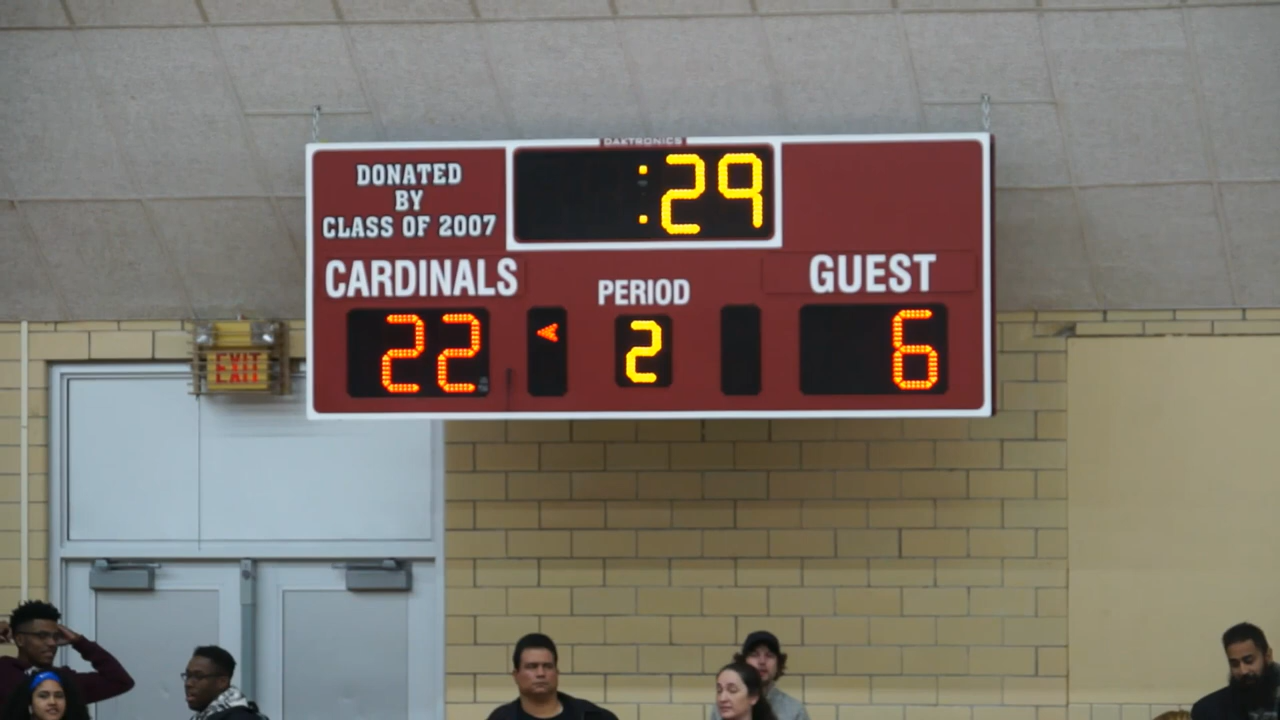 DAKTRONICS
DONATED
BY
CLASS OF 2007
:29
CARDINALS
PERIOD
GUEST
22
<
2
6
EXIT